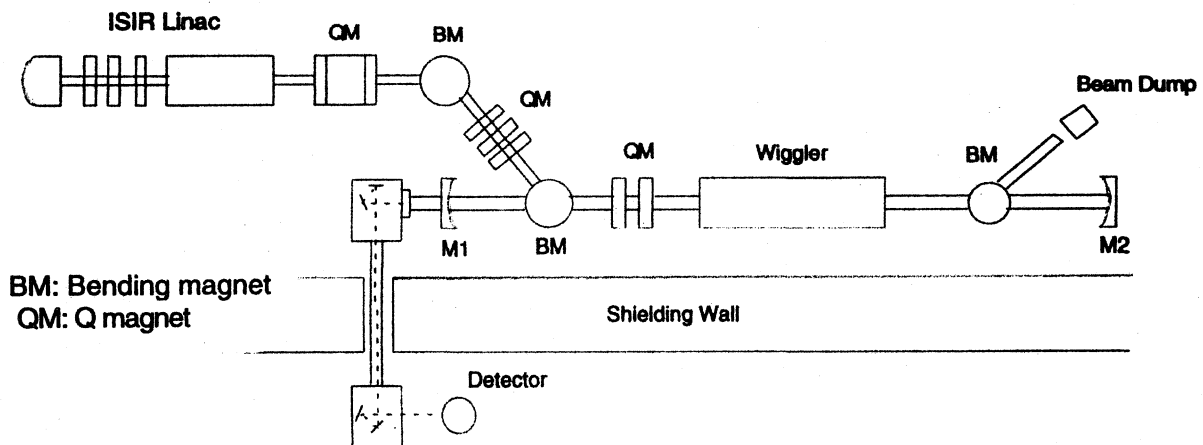 ISIR Linac
QM
BM
QM
Beam Dump
QM
Wiggler
BM
M1
BM
M2
BM: Bending magnet
QM: Q magnet
Shielding Wall
Detector